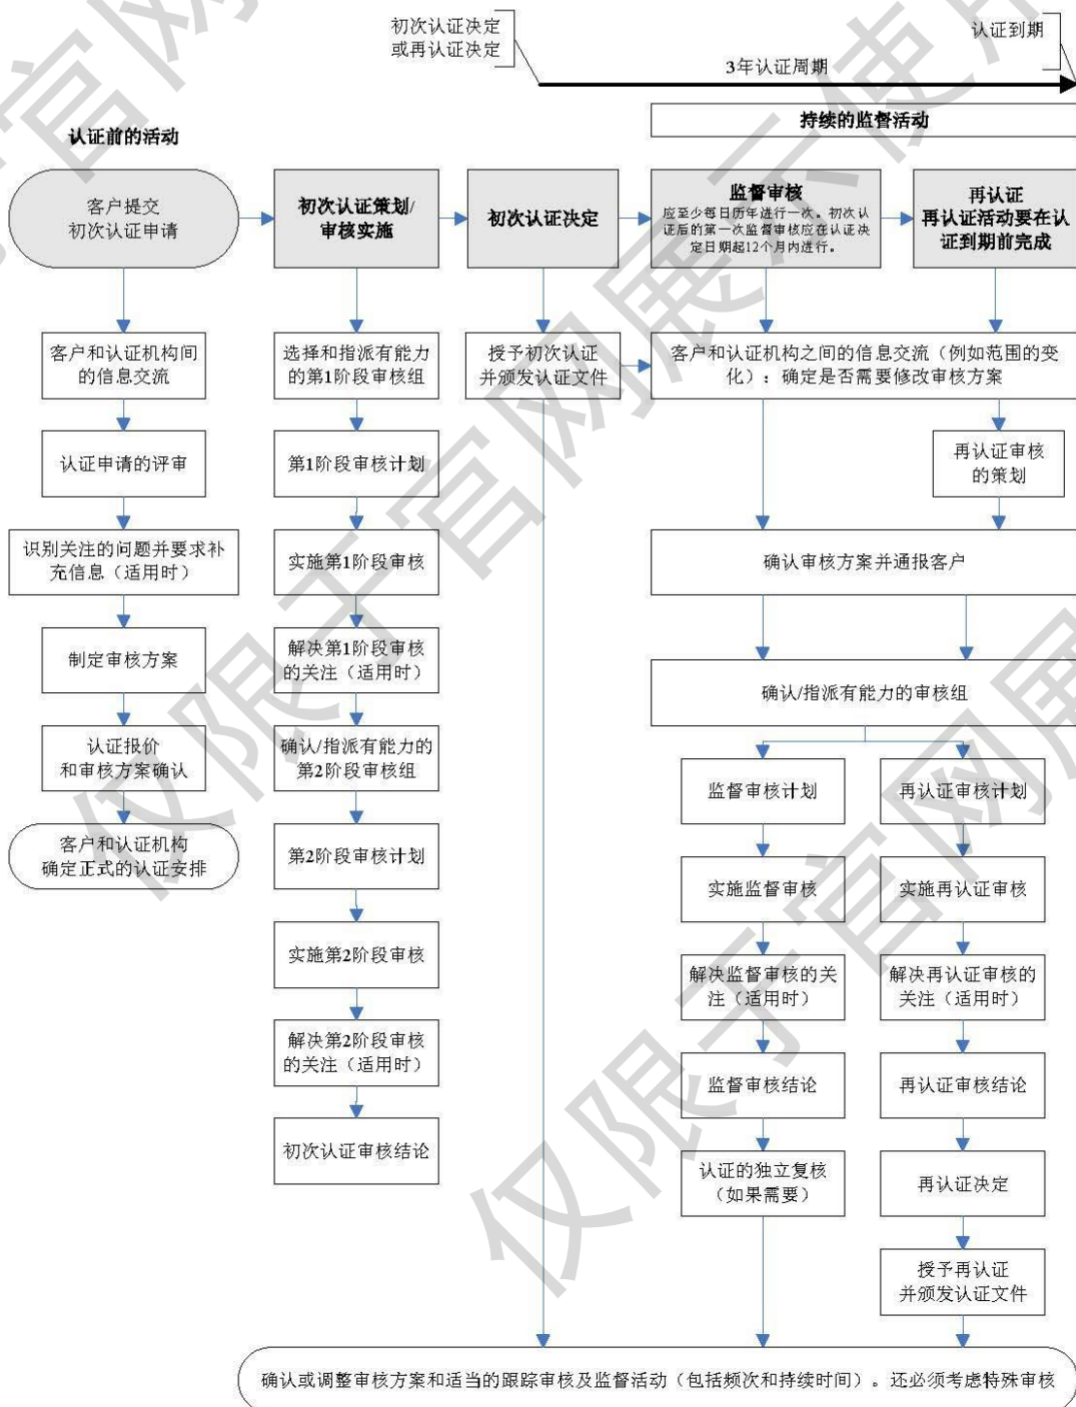 初次认证决定
或再认证决定
认证到期
3年认证周期
持续的监督活动
认证前的活动
客户提交
初次认证申请
初次认证策划/
审核实施
初次认证决定
监督审核
应至少每日历年进行一次。初次认
证后的第一次监督审核应在认证决
定日期起12个月内进行。
再认证
再认证活动要在认
证到期前完成
客户和认证机构间
的信息交流
选择和指派有能力
的第1阶段审核组
授予初次认证
并颁发认证文件
客户和认证机构之间的信息交流（例如范围的变
化）：确定是否需要修改审核方案
认证申请的评审
第1阶段审核计划
再认证审核
的策划
识别关注的问题并要求补
充信息（适用时）
实施第1阶段审核
确认审核方案并通报客户
制定审核方案
解决第1阶段审核
的关注（适用时）
确认/指派有能力的审核组
认证报价
和审核方案确认
确认/指派有能力的
第2阶段审核组
监督审核计划
再认证审核计划
客户和认证机构
确定正式的认证安排
第2阶段审核计划
实施监督审核
实施再认证审核
实施第2阶段审核
解决监督审核的关
注（适用时）
解决再认证审核的
关注（适用时）
解决第2阶段审核
的关注（适用时）
监督审核结论
再认证审核结论
初次认证审核结论
认证的独立复核
（如果需要）
再认证决定
授予再认证
并颁发认证文件
确认或调整审核方案和适当的跟踪审核及监督活动（包括频次和持续时间）。还必须考虑特殊审核
仅限于官网展示使用
仅限于官网展